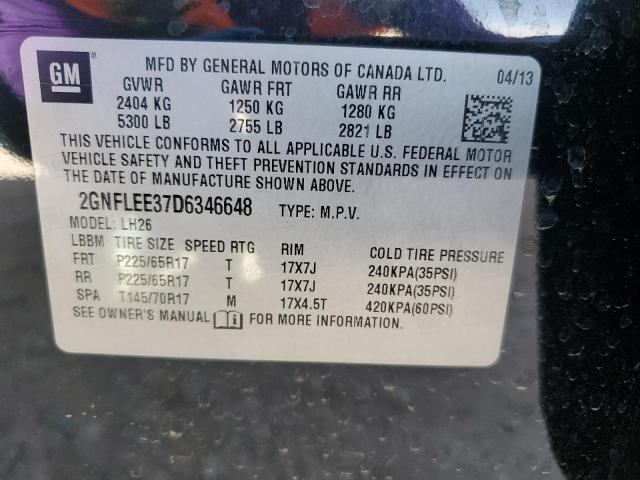 GM
MFD BY GENERAL MOTORS OF CANADA LTD. 04/13
GVWR GAWR FRT GAWR RR
2404 KG 1250 KG 1280 KG
5300 LB 2755 LB 2821 LB
THIS VEHICLE CONFORMS TO ALL APPLICABLE U.S. FEDERAL MOTOR
VEHICLE SAFETY AND THEFT PREVENTION STANDARDS IN EFFECT ON
THE DATE OF MANUFACTURE SHOWN ABOVE.
2GNFLEE37D6346648 TYPE: M.P.V.
MODEL: LH26
LBBM TIRE SIZE SPEED RTG RIM COLD TIRE PRESSURE
FRT P225/65R17 T 17X7J 240KPA(35PSI)
RR P225/65R17 T 17X7J 240KPA(35PSI)
SPA T145/70R17 M 17X4.5T 420KPA(60PSI)
SEE OWNER'S MANUAL FOR MORE INFORMATION.